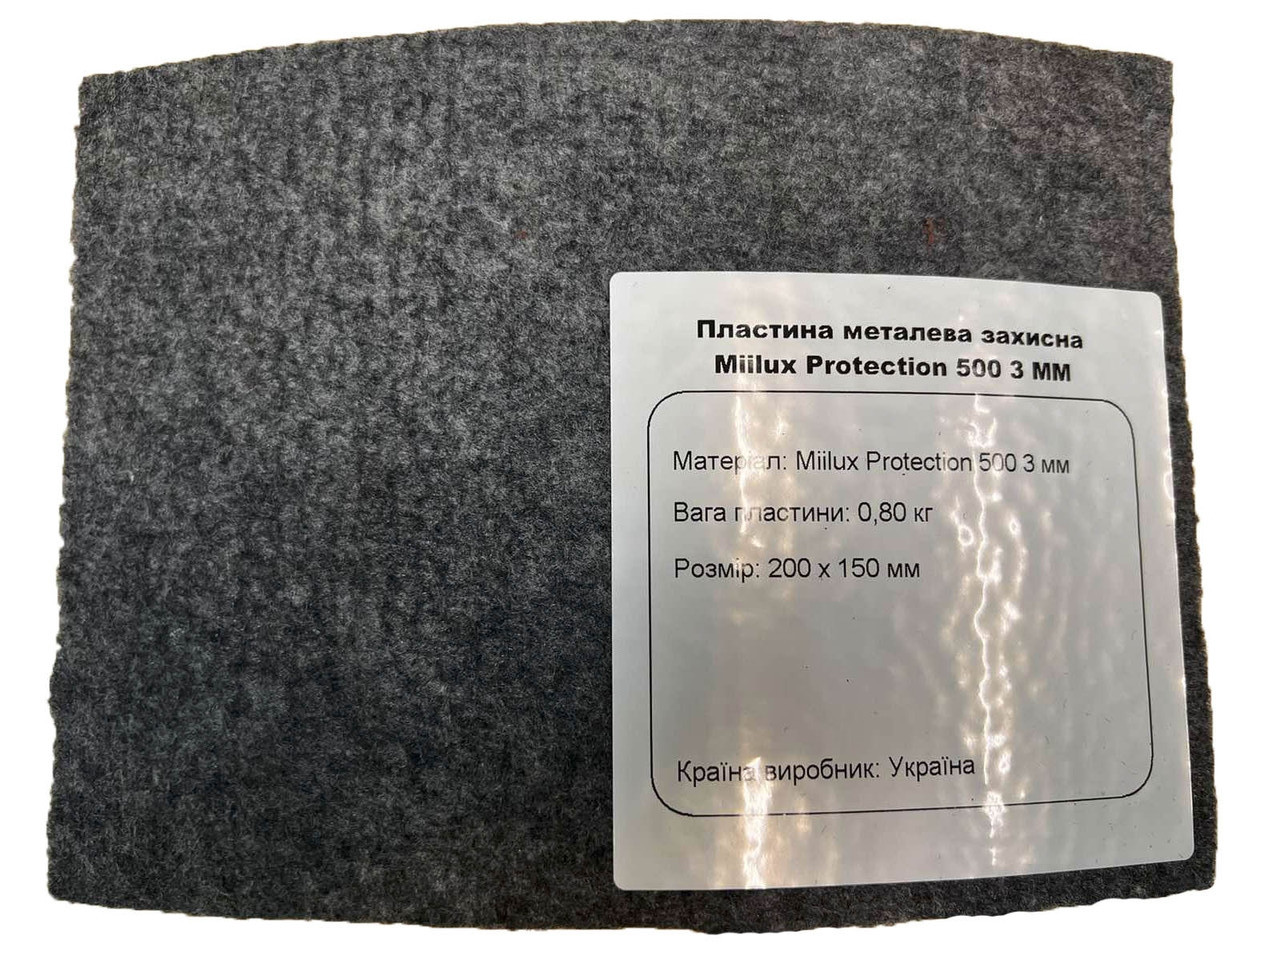 Пластина металева захисна
Miilux Protection 500 3 ММ
Матеріал: Miilux Protection 500 3 мм
Вага пластини: 0,80 кг
Розмір: 200 х 150 мм
Країна виробник: Україна